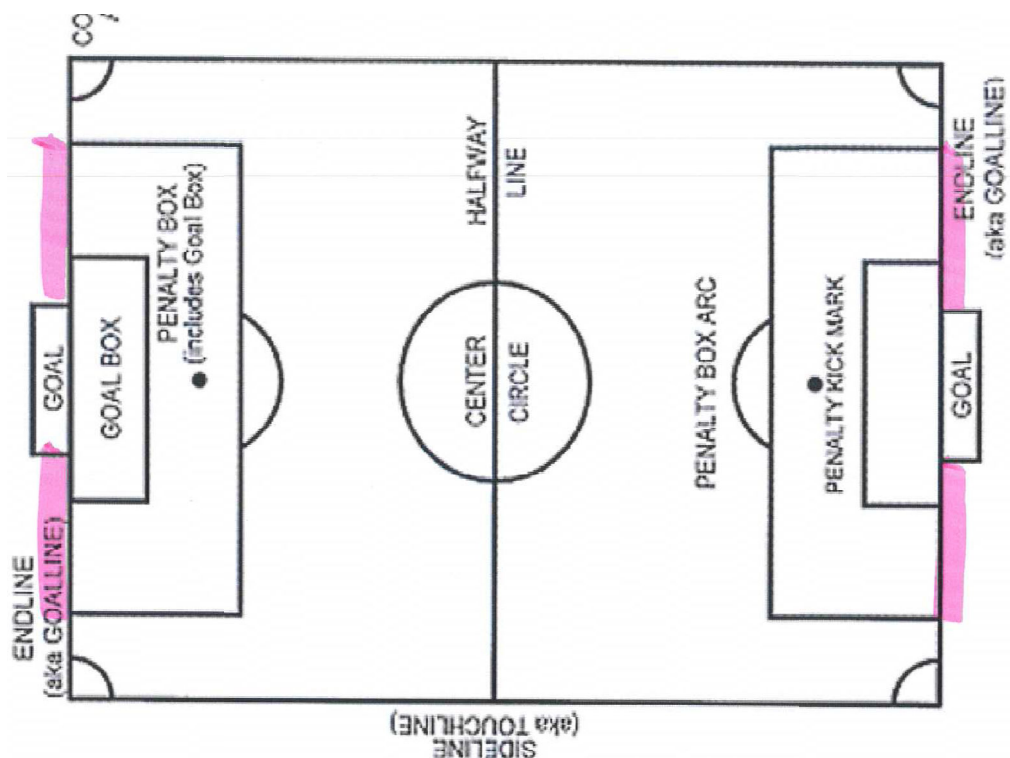 CO
ENDLINE
(aka GOALLINE)
GOAL
GOAL BOX
PENALTY BOX
(includes Goal Box)
HALFWAY
LINE
CENTER
CIRCLE
PENALTY BOX ARC
PENALTY KICK MARK
GOAL
ENDLINE
(aka GOALLINE)
SIDELINE
(aka TOUCHLINE)